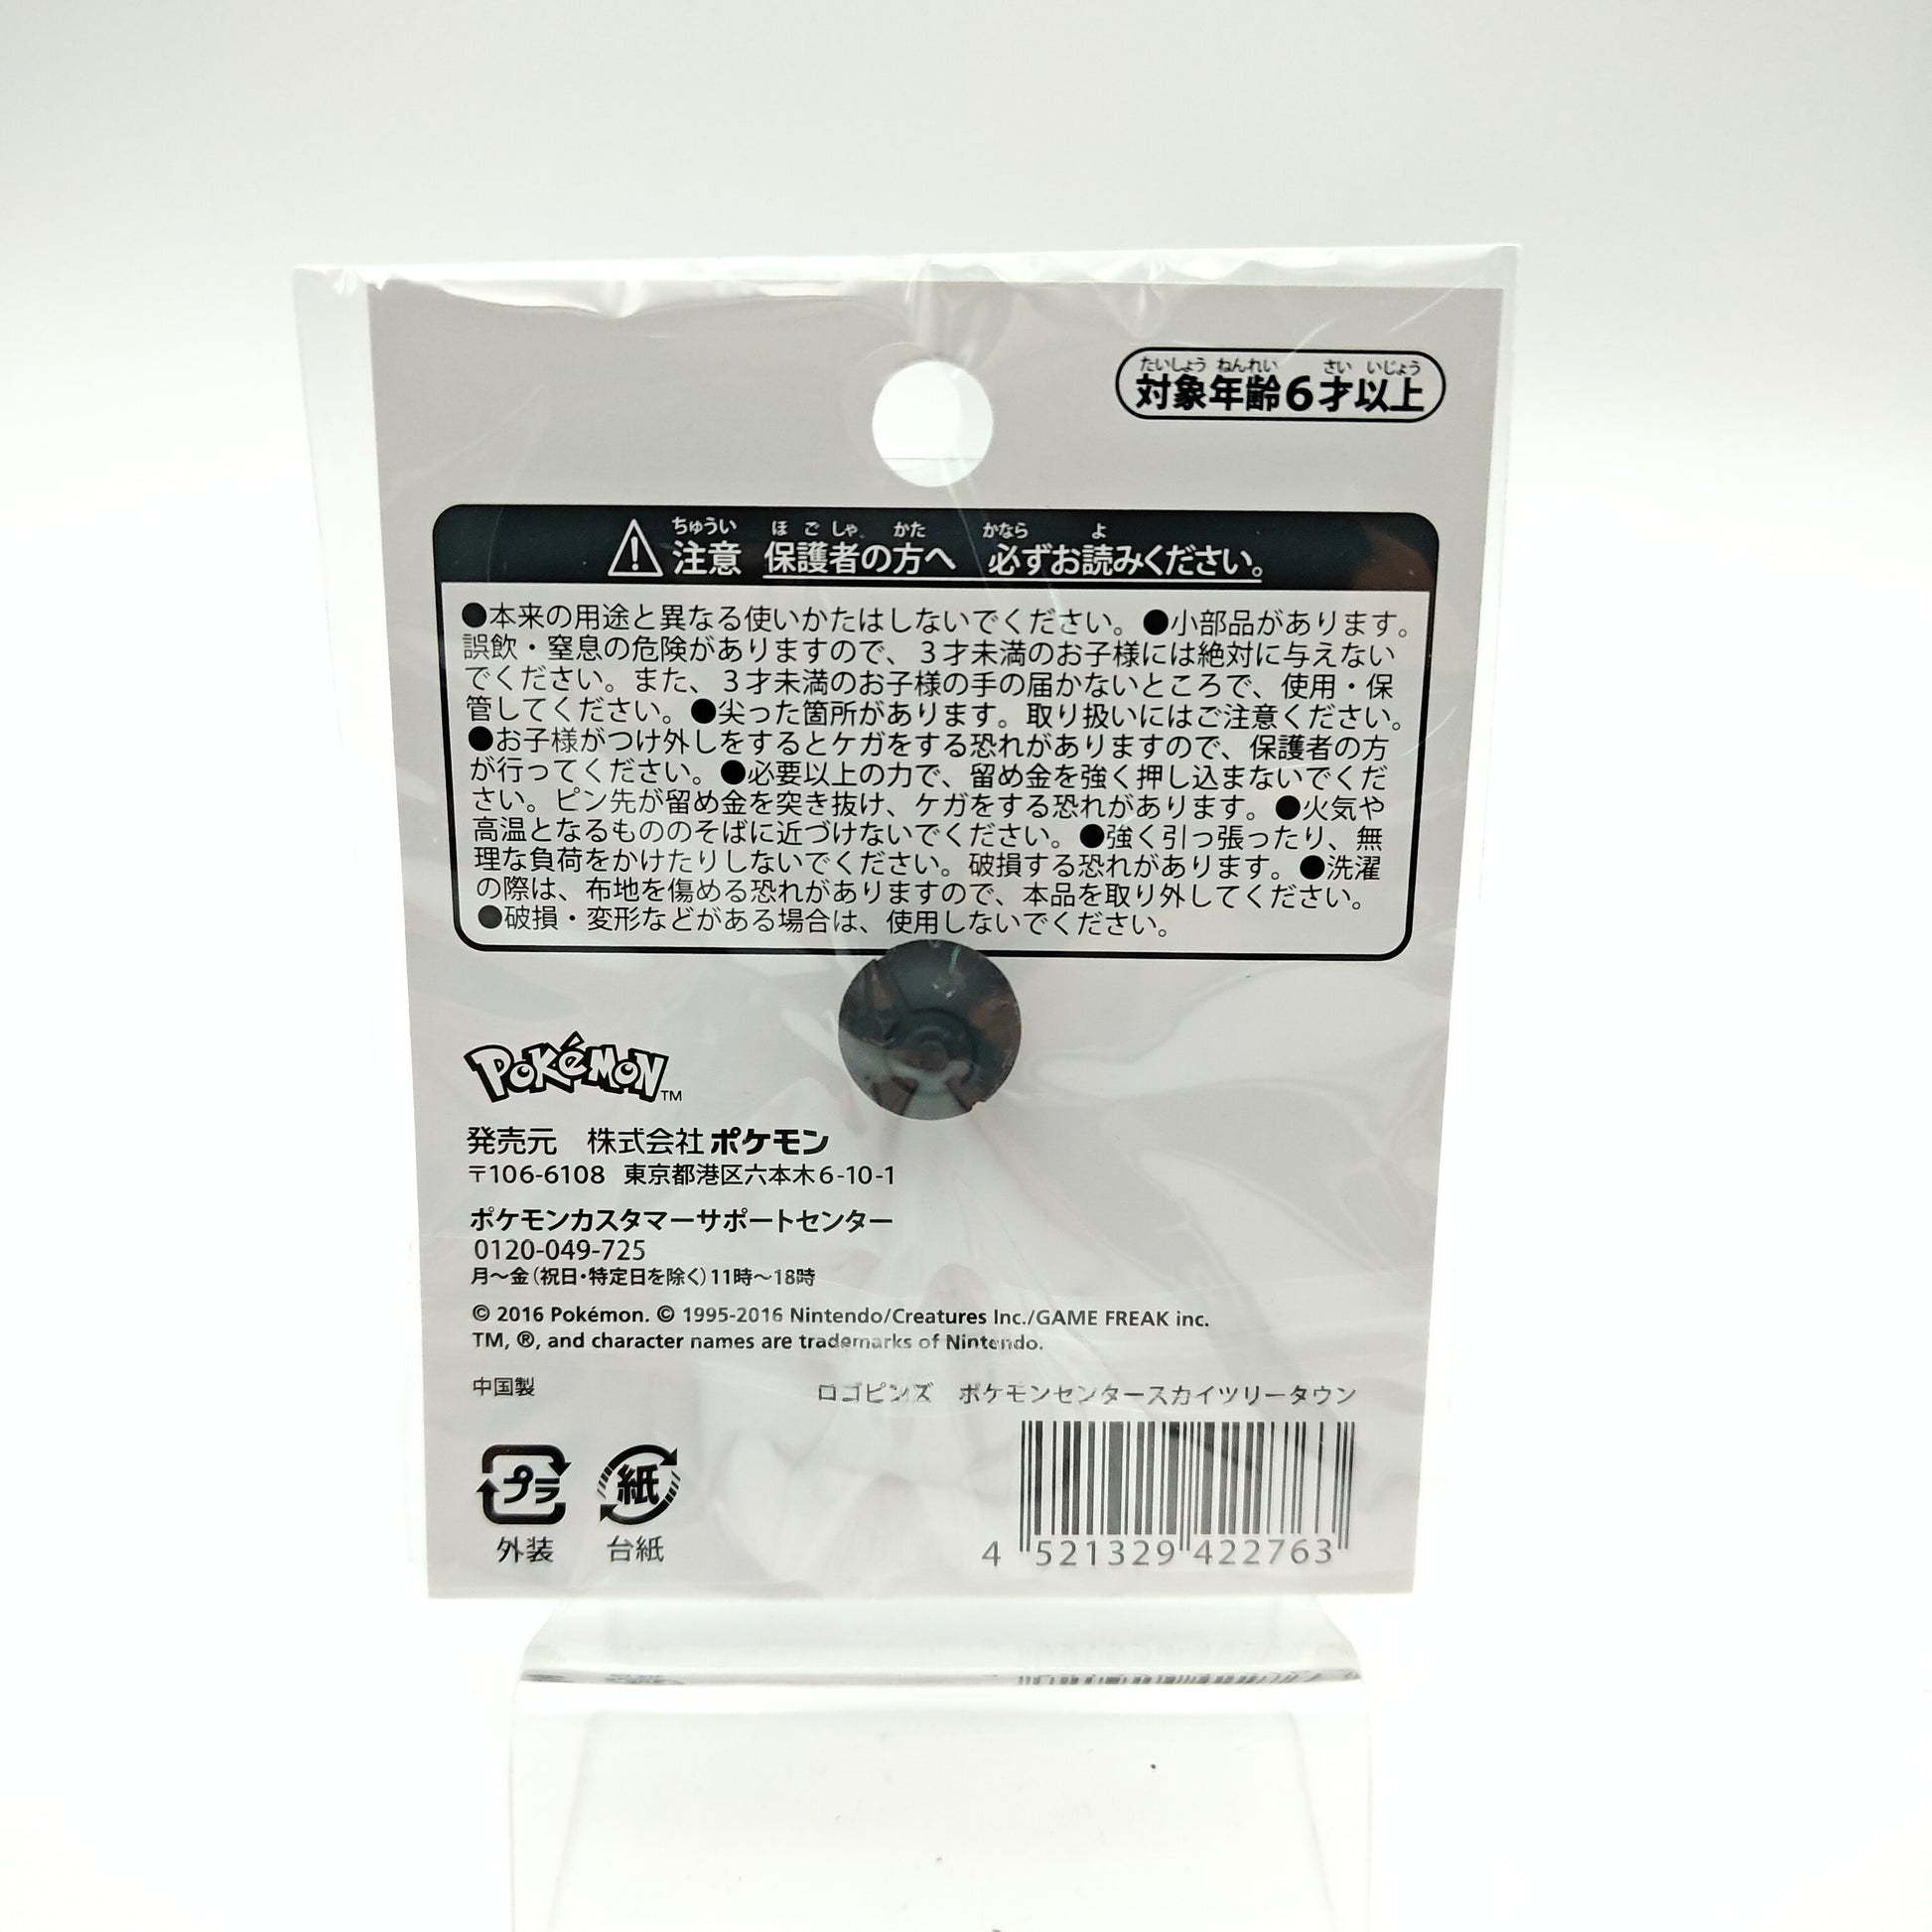 たいしょう ねんれい さい いじょう
対象年齢6才以上
ちゅうい ほ ご しゃ かた かなら よ
注意 保護者の方へ 必ずお読みください。
●本来の用途と異なる使いかたはしないでください。●小部品があります。
誤飲・窒息の危険がありますので、3才未満のお子様には絶対に与えない
でください。また、3才未満のお子様の手の届かないところで、使用・保
管してください。●尖った箇所があります。取り扱いにはご注意ください。
●お子様がつけ外しをするとケガをする恐れがありますので、保護者の方
が行ってください。●必要以上の力で、留め金を強く押し込まないでくだ
さい。ピン先が留め金を突き抜け、ケガをする恐れがあります。●火気や
高温となるもののそばに近づけないでください。●強く引っ張ったり、無
理な負荷をかけたりしないでください。破損する恐れがあります。●洗濯
の際は、布地を傷める恐れがありますので、本品を取り外してください。
●破損・変形などがある場合は、使用しないでください。
POKéMON TM
発売元 株式会社ポケモン
〒106-6108 東京都港区六本木6-10-1
ポケモンカスタマーサポートセンター
0120-049-725
月～金(祝日・特定日を除く)11時～18時
© 2016 Pokémon. © 1995-2016 Nintendo/Creatures Inc./GAME FREAK inc.
TM, ®, and character names are trademarks of Nintendo.
中国製
ロゴピンズ ポケモンセンタースカイツリータウン
プラ 紙
外装 台紙
4 521329 422763